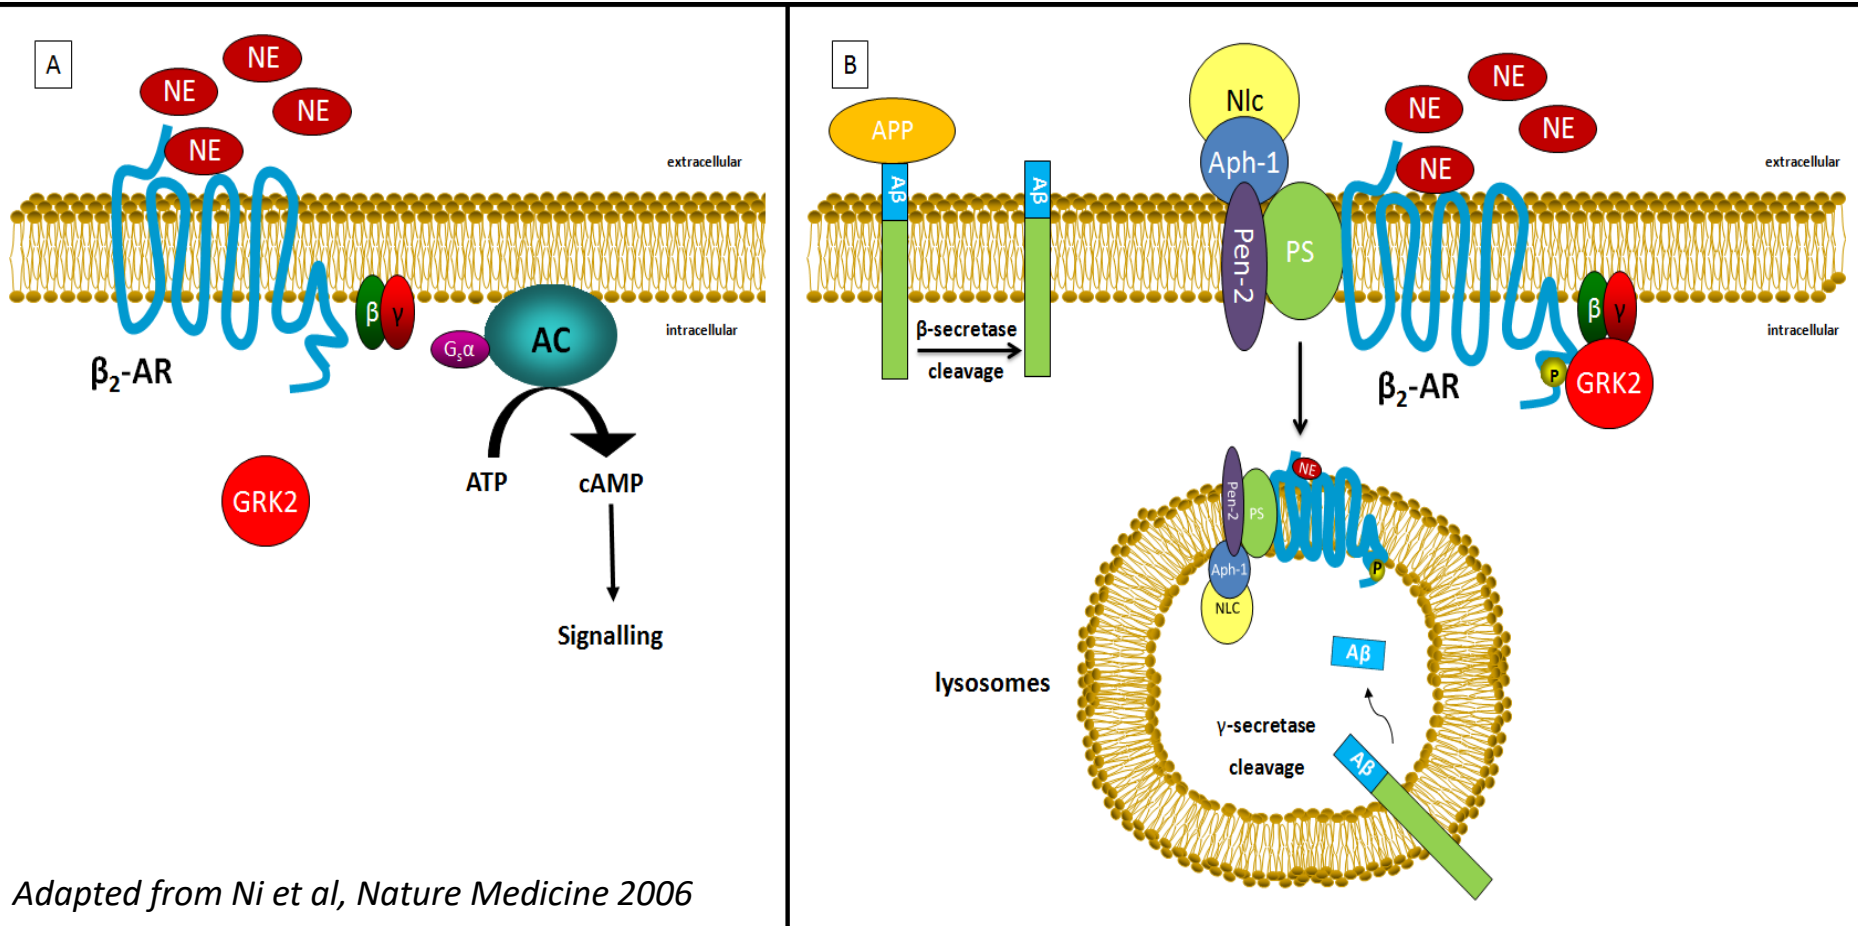 A
NE
NE
NE
NE
extracellular
β
γ
Gsα
AC
intracellular
β2-AR
GRK2
ATP
cAMP
Signalling
Adapted from Ni et al, Nature Medicine 2006
B
APP
Aβ
Aβ
Nlc
Aph-1
Pen-2
PS
NE
NE
NE
NE
extracellular
β-secretase
cleavage
β
γ
intracellular
β2-AR
P
GRK2
Pen-2
PS
NE
Aph-1
NLC
P
lysosomes
Aβ
γ-secretase
cleavage
Aβ